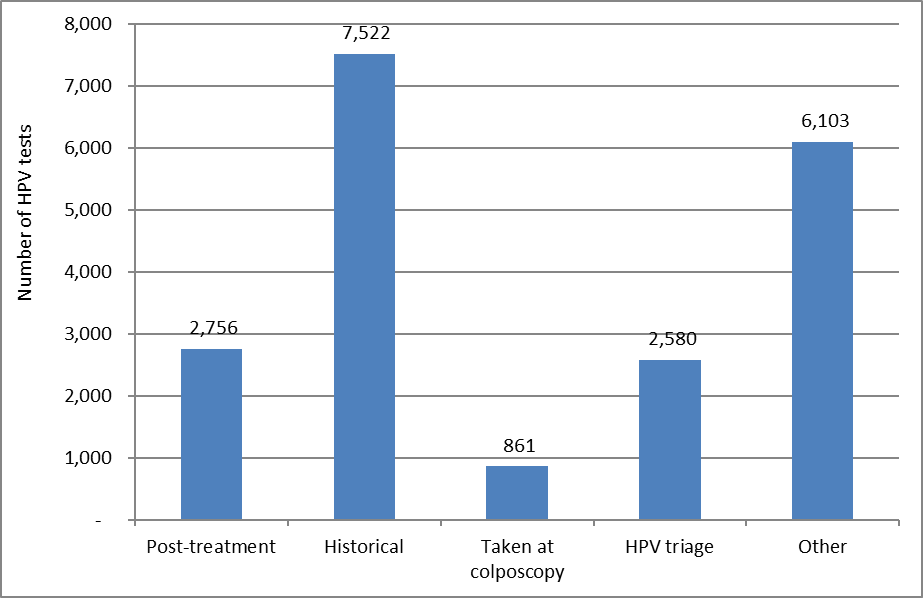 8,000
7,000
6,000
5,000
4,000
3,000
2,000
1,000
-
Number of HPV tests
2,756
7,522
861
2,580
6,103
Post-treatment
Historical
Taken at
colposcopy
HPV triage
Other